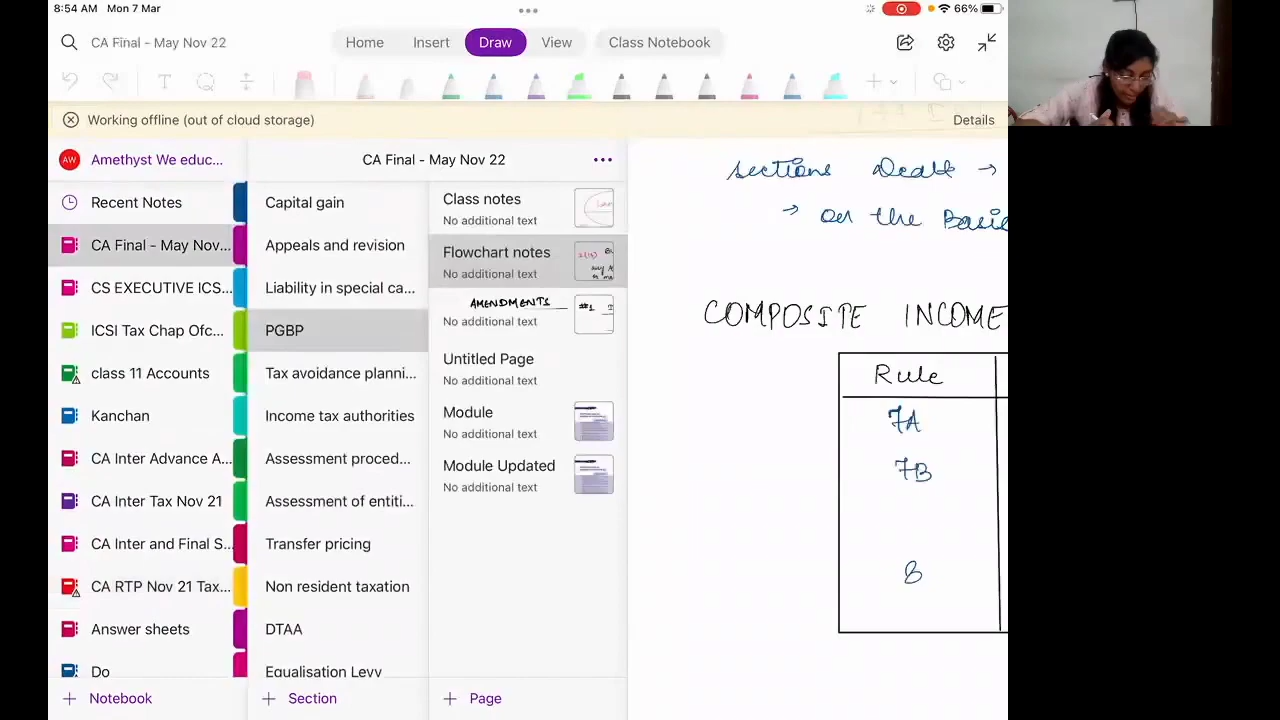 8:54 AM Mon 7 Mar
66%
CA Final - May Nov 22
Home Insert Draw View Class Notebook
Working offline (out of cloud storage)
Details
AW Amethyst We educ...
Recent Notes
CA Final - May Nov...
CS EXECUTIVE ICS...
ICSI Tax Chap Ofc...
class 11 Accounts
Kanchan
CA Inter Advance A...
CA Inter Tax Nov 21
CA Inter and Final S...
CA RTP Nov 21 Tax...
Answer sheets
Do
Notebook
CA Final - May Nov 22
Capital gain
Appeals and revision
Liability in special ca...
PGBP
Tax avoidance planni...
Income tax authorities
Assessment proced...
Assessment of entiti...
Transfer pricing
Non resident taxation
DTAA
Equalisation Levy
Section
Class notes
No additional text
Flowchart notes
No additional text
AMENDMENTS
No additional text
#1
Untitled Page
No additional text
Module
No additional text
Module Updated
No additional text
Page
Sections Dealt →
→ on the Basi
COMPOSITE INCOME
Rule
7A
7B
8